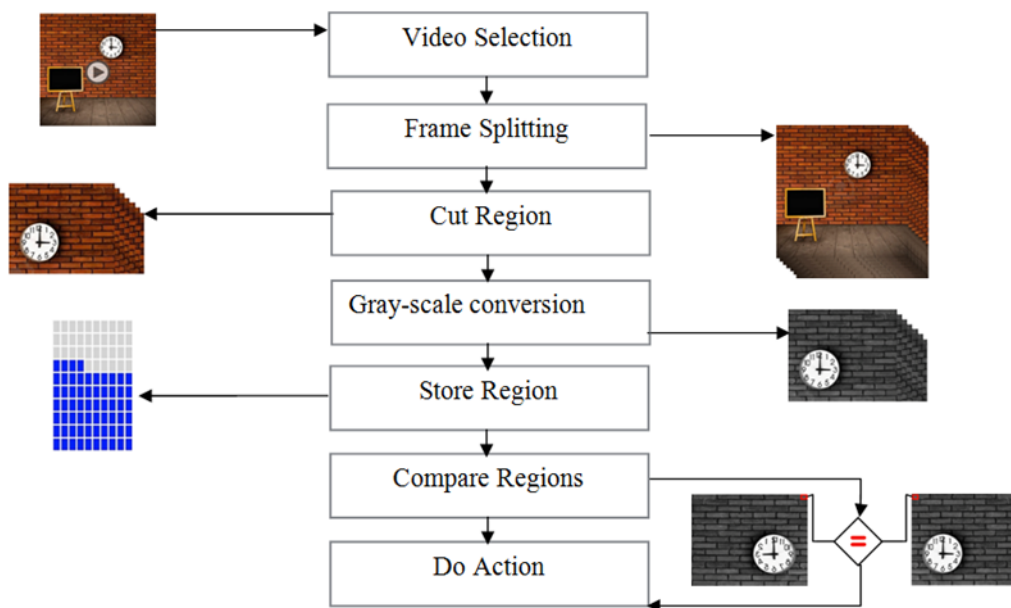 Video Selection
Frame Splitting
Cut Region
Gray-scale conversion
Store Region
Compare Regions
=
Do Action